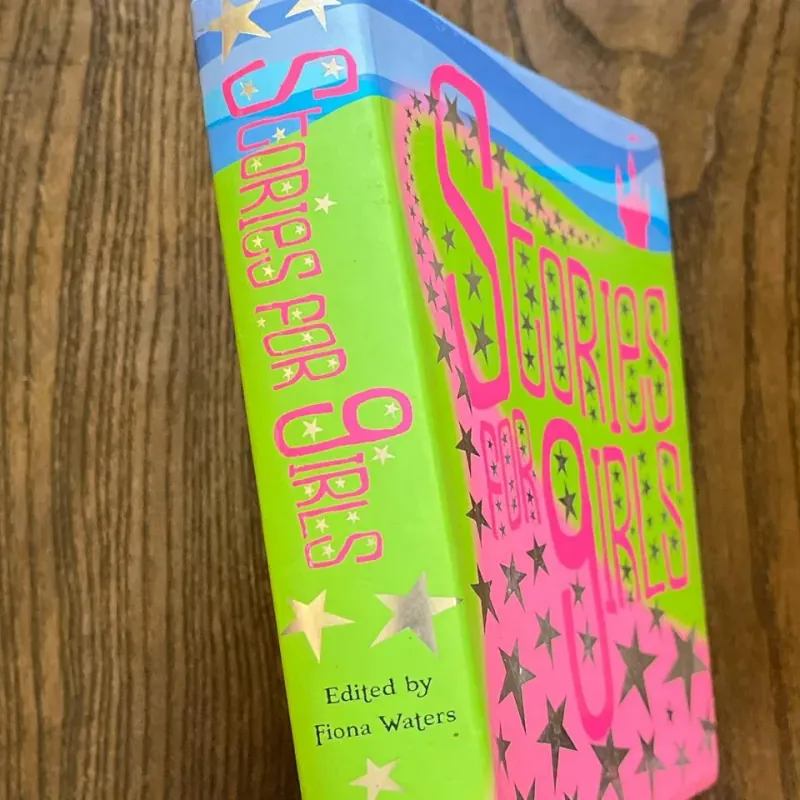 Stories for girls
Edited by
Fiona Waters
Stories
for
girls